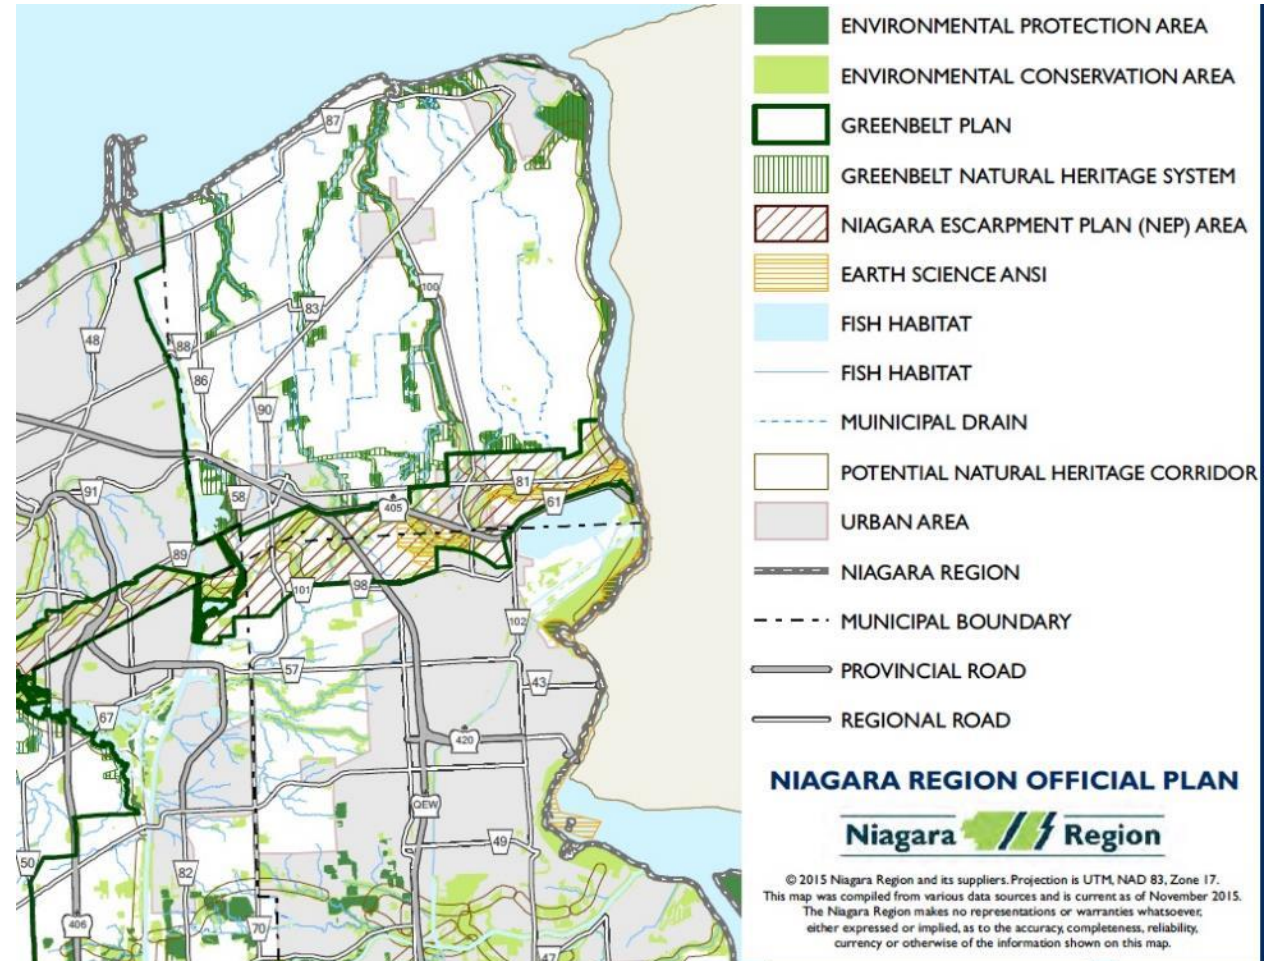 ENVIRONMENTAL PROTECTION AREA
ENVIRONMENTAL CONSERVATION AREA
GREENBELT PLAN
GREENBELT NATURAL HERITAGE SYSTEM
NIAGARA ESCARPMENT PLAN (NEP) AREA
EARTH SCIENCE ANSI
FISH HABITAT
FISH HABITAT
MUINICIPAL DRAIN
POTENTIAL NATURAL HERITAGE CORRIDOR
URBAN AREA
NIAGARA REGION
MUNICIPAL BOUNDARY
PROVINCIAL ROAD
REGIONAL ROAD
NIAGARA REGION OFFICIAL PLAN
Niagara Region
© 2015 Niagara Region and its suppliers. Projection is UTM, NAD 83, Zone 17.
This map was compiled from various data sources and is current as of November 2015.
The Niagara Region makes no representations or warranties whatsoever,
either expressed or implied, as to the accuracy, completeness, reliability,
currency or otherwise of the information shown on this map.
87
100
83
48
88
86
90
81
91
58
61
405
89
101
98
102
57
43
67
420
QEW
49
50
82
406
70
47